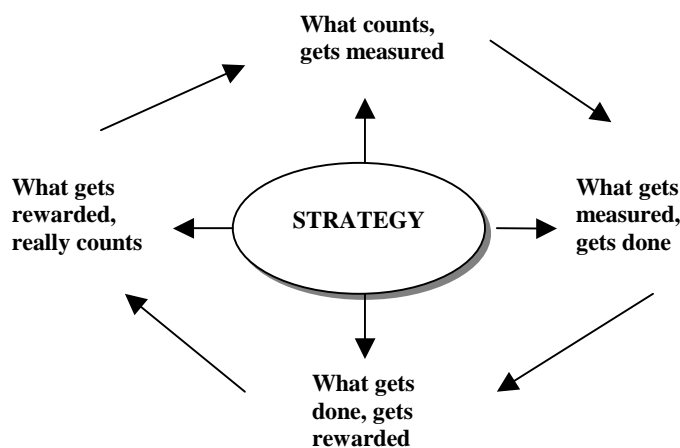 What counts,
gets measured
What gets
rewarded,
really counts
STRATEGY
What gets
measured,
gets done
What gets
done, gets
rewarded